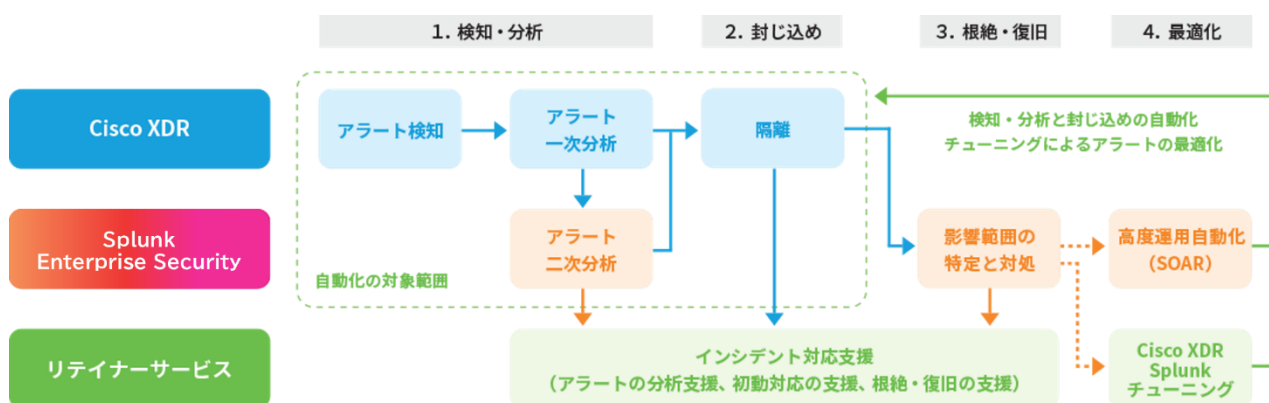 1. 検知・分析
2. 封じ込め
3. 根絶・復旧
4. 最適化
Cisco XDR
アラート検知
アラート
一次分析
隔離
検知・分析と封じ込めの自動化
チューニングによるアラートの最適化
Splunk
Enterprise Security
アラート
二次分析
影響範囲の
特定と対処
高度運用自動化
(SOAR)
自動化の対象範囲
リテイナーサービス
インシデント対応支援
(アラートの分析支援、初動対応の支援、根絶・復旧の支援)
Cisco XDR
Splunk
チューニング